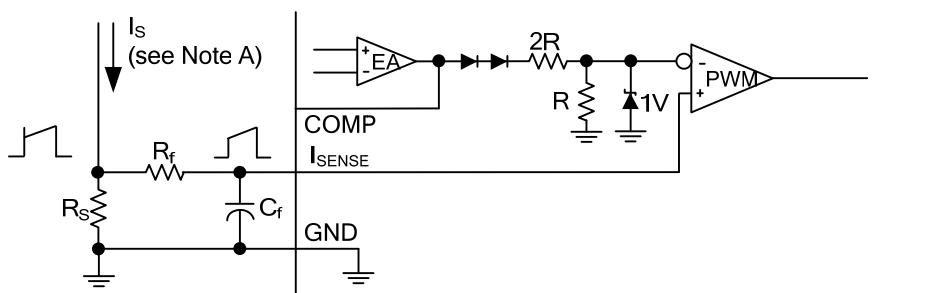 IS
(see Note A)
+
EA
-
2R
-
PWM
+
R
1V
COMP
Rf
ISENSE
RS
Cf
GND